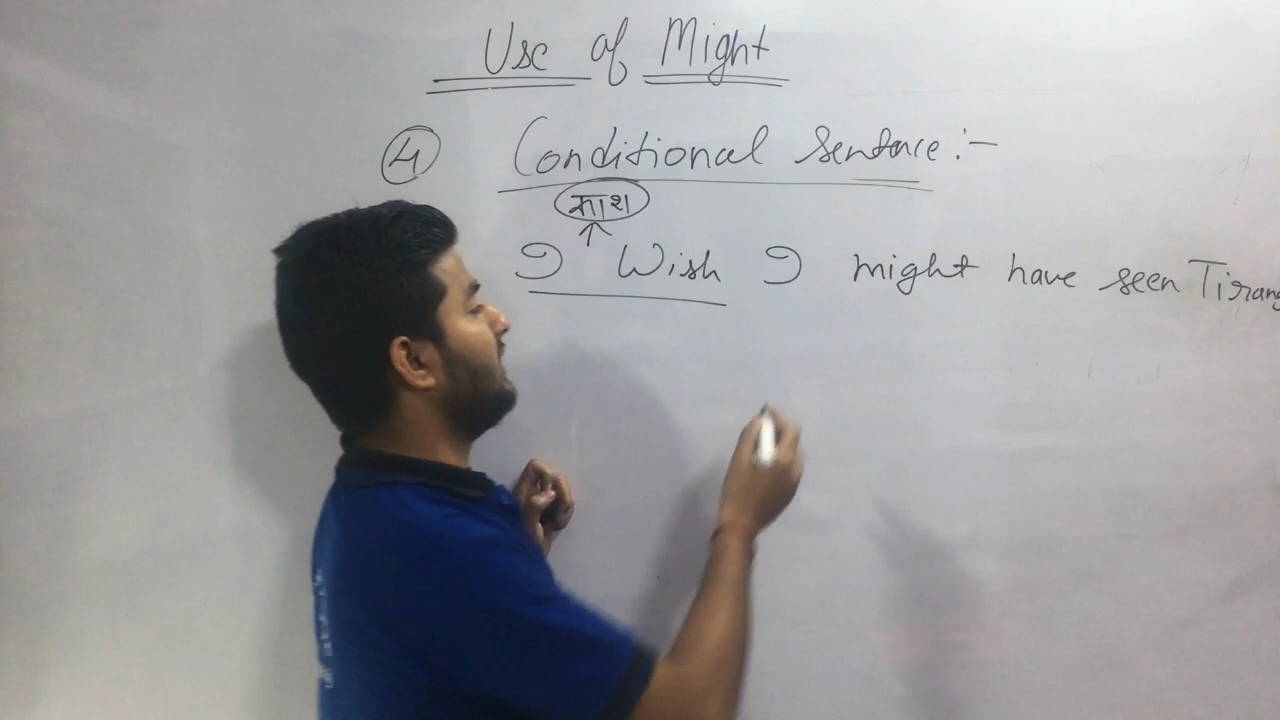 Use of Might
4 Conditional Sentence :-
काश
↑
I Wish I might have seen Tirang